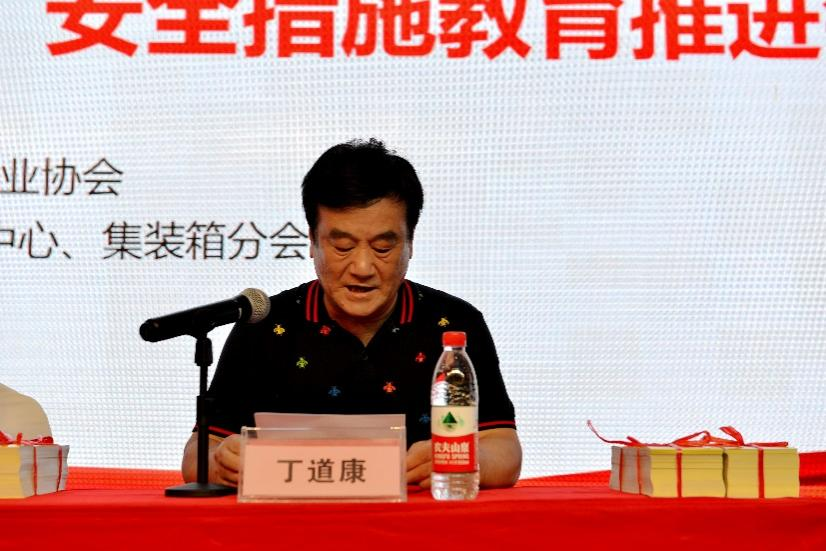 安全措施教育推进
业协会
中心、集装箱分会
丁道康
农夫山泉